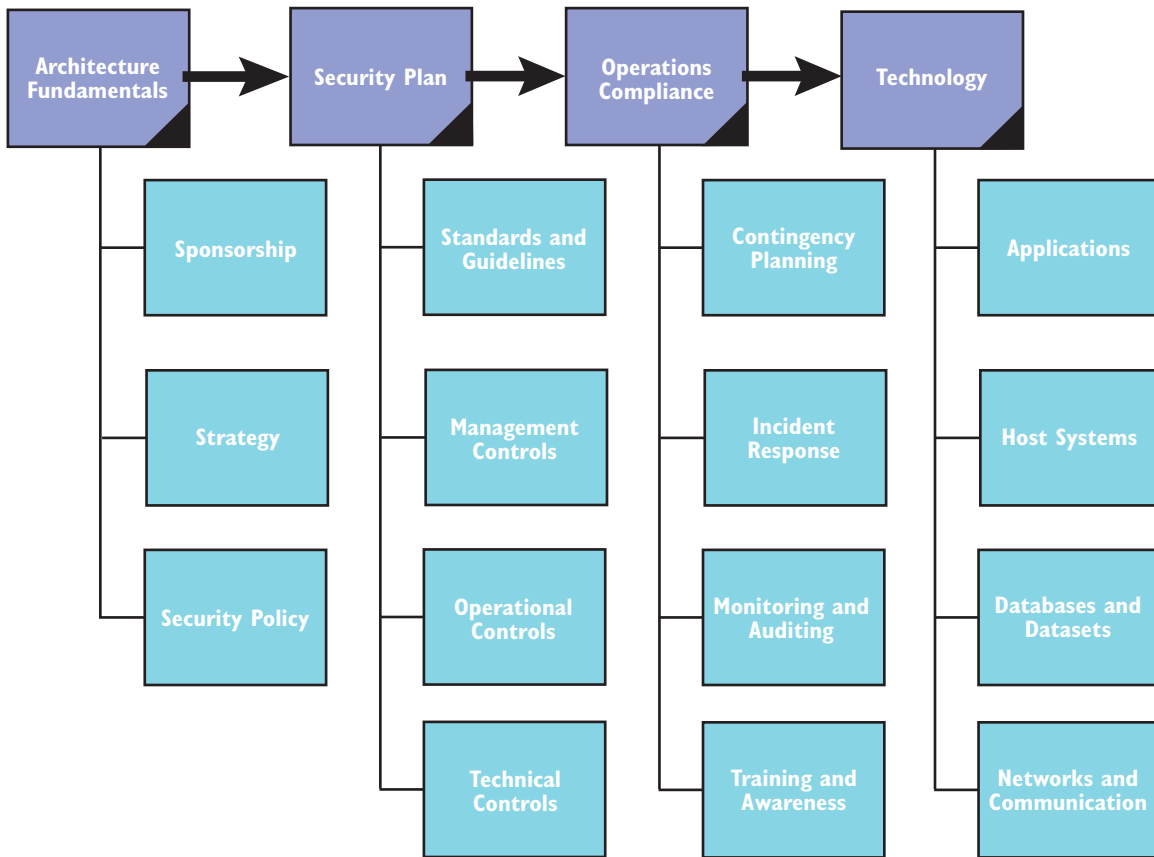 Architecture
Fundamentals
Security Plan
Operations
Compliance
Technology
Sponsorship
Standards and
Guidelines
Contingency
Planning
Applications
Strategy
Management
Controls
Incident
Response
Host Systems
Security Policy
Operational
Controls
Monitoring and
Auditing
Databases and
Datasets
Technical
Controls
Training and
Awareness
Networks and
Communication